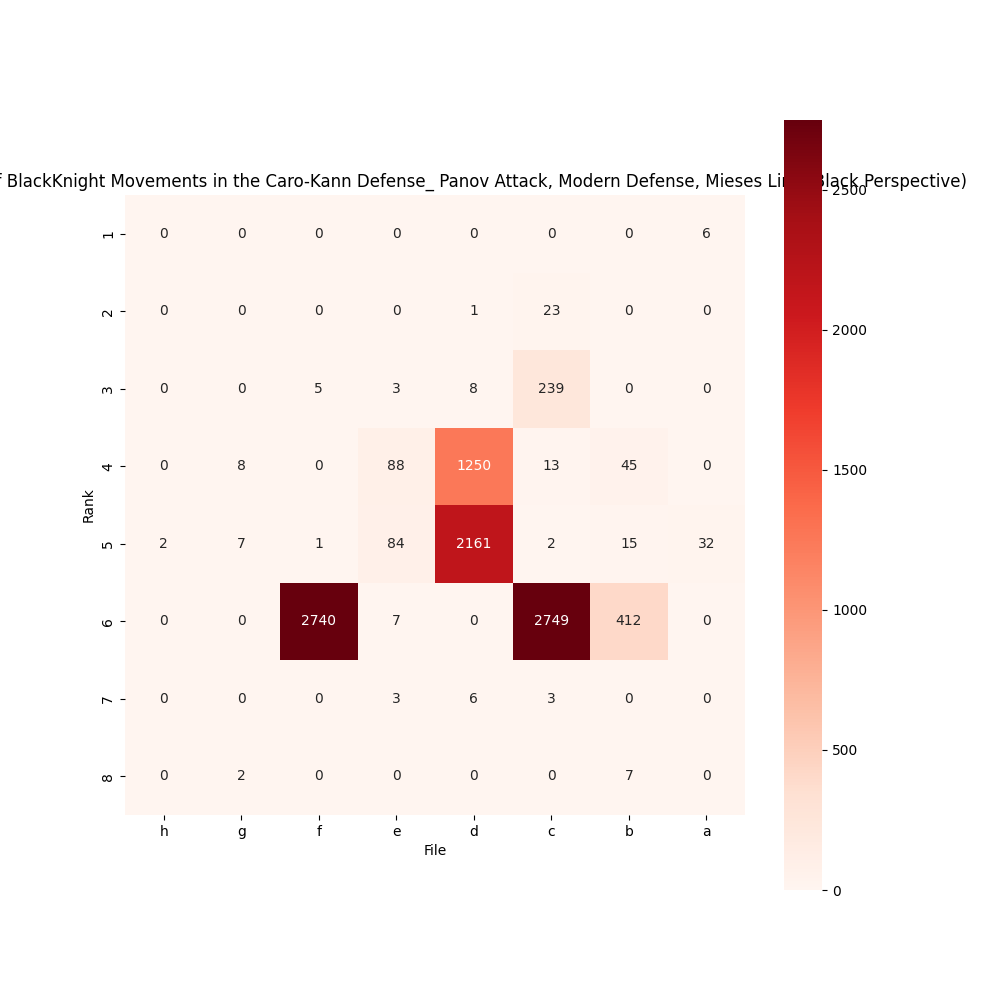 BlackKnight Movements in the Caro-Kann Defense_ Panov Attack, Modern Defense, Mieses Black Perspective)
2500
2000
1500
1000
500
0
Rank
1 0 0 0 0 0 0 0 6
2 0 0 0 0 1 23 0 0
3 0 0 5 3 8 239 0 0
4 0 8 0 88 1250 13 45 0
5 2 7 1 84 2161 2 15 32
6 0 0 2740 7 0 2749 412 0
7 0 0 0 3 6 3 0 0
8 0 2 0 0 0 0 7 0
h g f e d c b a
File